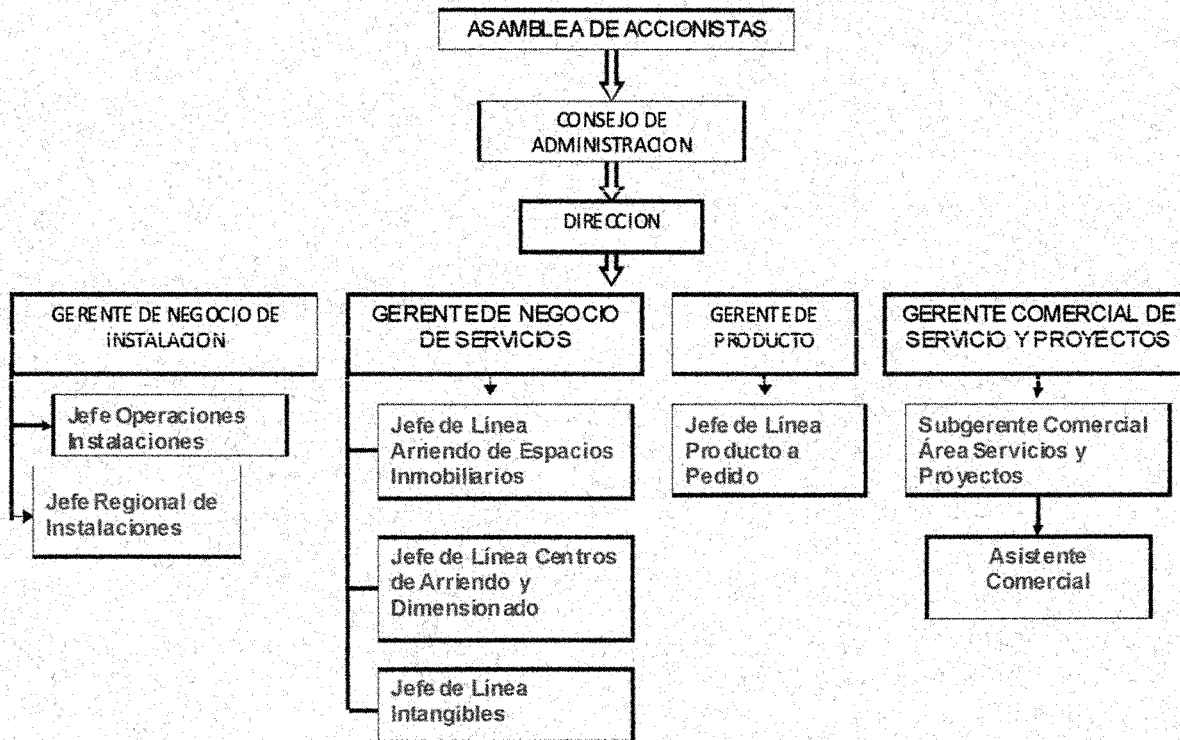 ASAMBLEA DE ACCIONISTAS
CONSEJO DE
ADMINISTRACION
DIRECCION
GERENTE DE NEGOCIO DE
INSTALACION
Jefe Operaciones
Instalaciones
Jefe Regional de
Instalaciones
GERENTE DE NEGOCIO
DE SERVICIOS
Jefe de Línea
Arriendo de Espacios
Inmobiliarios
Jefe de Línea Centros
de Arriendo y
Dimensionado
Jefe de Línea
Intangibles
GERENTE DE
PRODUCTO
Jefe de Línea
Producto a
Pedido
GERENTE COMERCIAL DE
SERVICIO Y PROYECTOS
Subgerente Comercial
Área Servicios y
Proyectos
Asistente
Comercial